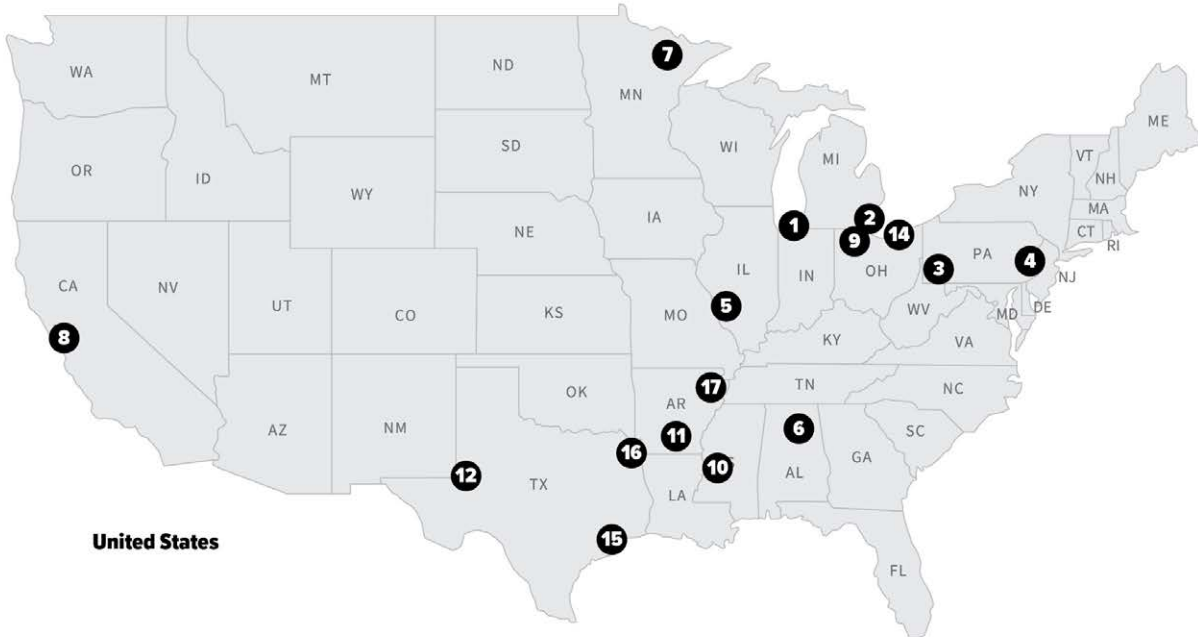 7
WA
MT
ND
MN
ME
OR
ID
WY
SD
WI
MI
VT
NH
NY
MA
CT
RI
IA
NE
1
2
9
14
3
4
PA
NJ
CA
NV
UT
CO
KS
MO
IL
IN
OH
WV
MD
DE
VA
5
8
KY
TN
NC
OK
AR
17
AZ
NM
11
16
6
SC
12
TX
LA
10
AL
GA
United States
15
FL